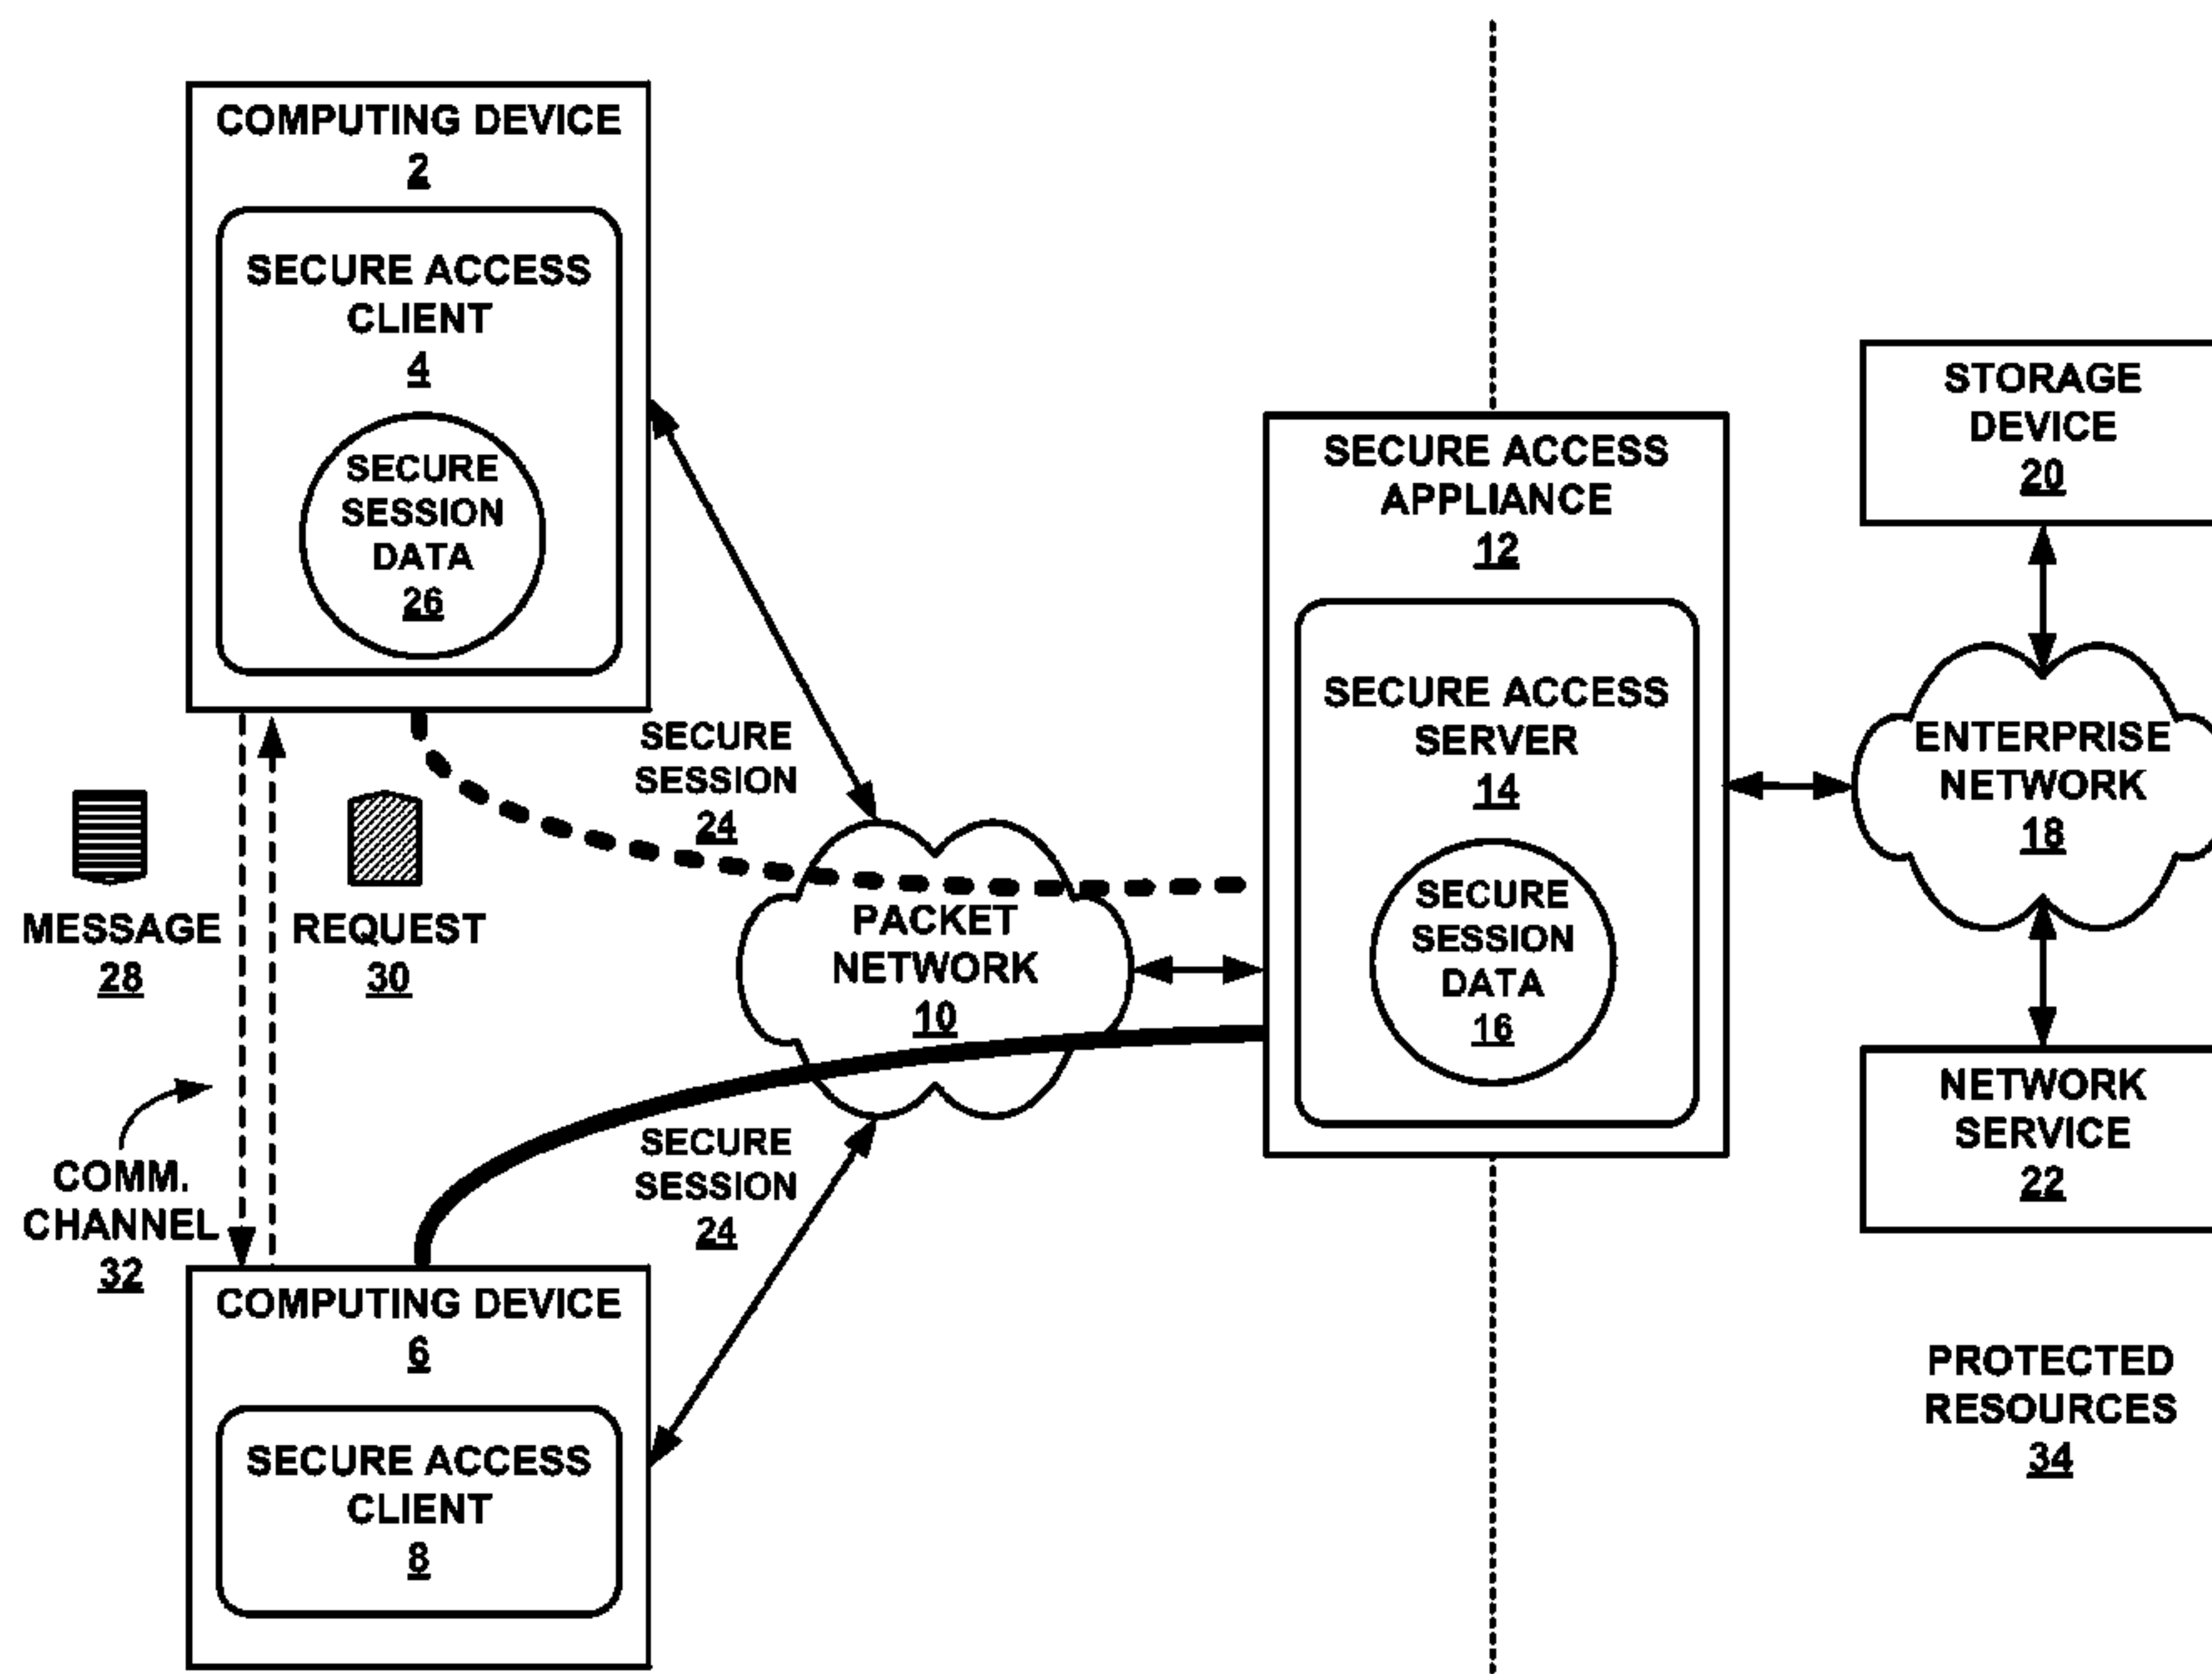 COMPUTING DEVICE
2
SECURE ACCESS
CLIENT
4
SECURE
SESSION
DATA
26
SECURE
SESSION
24
MESSAGE
28
REQUEST
30
COMM.
CHANNEL
32
COMPUTING DEVICE
6
SECURE ACCESS
CLIENT
8
SECURE
SESSION
24
PACKET
NETWORK
10
SECURE ACCESS
APPLIANCE
12
SECURE ACCESS
SERVER
14
SECURE
SESSION
DATA
16
STORAGE
DEVICE
20
ENTERPRISE
NETWORK
18
NETWORK
SERVICE
22
PROTECTED
RESOURCES
34